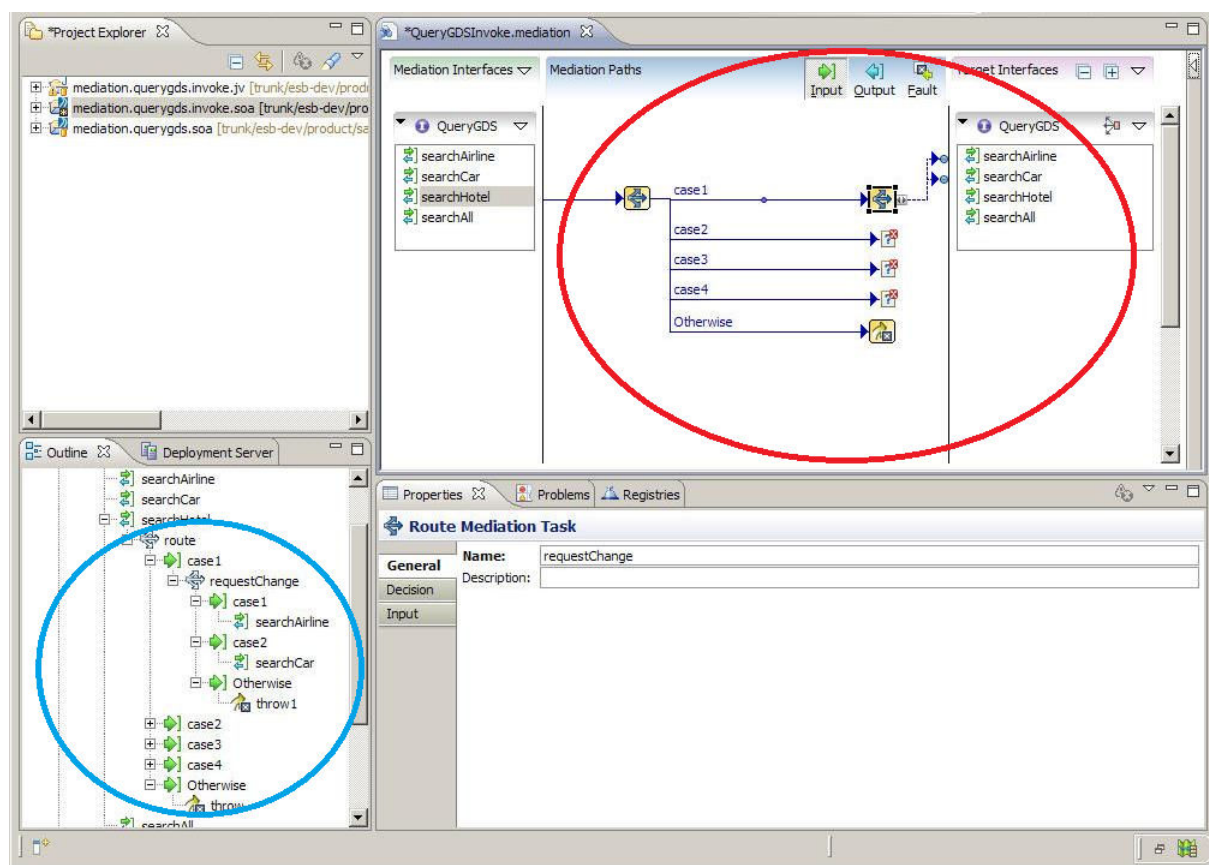 *Project Explorer
mediation.querygds.invoke.jv [trunk/esb-dev/prod
mediation.querygds.invoke.soa [trunk/esb-dev/pro
mediation.querygds.soa [trunk/esb-dev/product/sa
*QueryGDSInvoke.mediation
Mediation Interfaces
Mediation Paths
Input
Output
Fault
Target Interfaces
QueryGDS
searchAirline
searchCar
searchHotel
searchAll
case1
case2
case3
case4
Otherwise
QueryGDS
searchAirline
searchCar
searchHotel
searchAll
Outline
Deployment Server
searchAirline
searchCar
searchHotel
route
case1
requestChange
case1
searchAirline
case2
searchCar
Otherwise
throw1
case2
case3
case4
Otherwise
throw
searchAll
Properties
Problems
Registries
Route Mediation Task
General
Decision
Input
Name:
requestChange
Description: